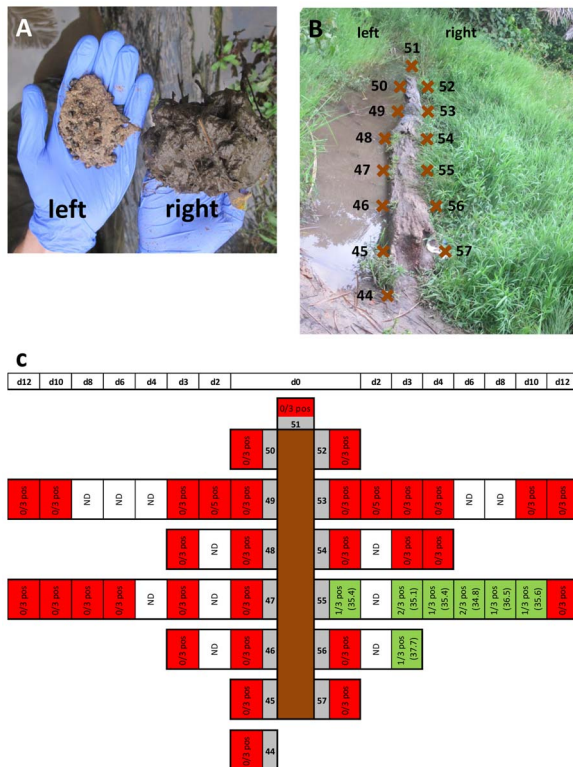 A
left
right
B
left
right
51
50
52
49
53
48
54
47
55
46
56
45
57
44
c
d12 d10 d8 d6 d4 d3 d2 d0 d2 d3 d4 d6 d8 d10 d12
0/3 pos
51
0/3 pos 50 52 0/3 pos
0/3 pos 0/3 pos ND ND ND 0/3 pos 0/5 pos 0/3 pos 49 53 0/3 pos 0/5 pos 0/3 pos 0/3 pos ND ND 0/3 pos 0/3 pos
0/3 pos ND 0/3 pos 48 54 0/3 pos ND 0/3 pos 0/3 pos
0/3 pos 0/3 pos 0/3 pos 0/3 pos ND 0/3 pos ND 0/3 pos 47 55 1/3 pos (35.4) ND 2/3 pos (35.1) 1/3 pos (35.4) 2/3 pos (34.8) 1/3 pos (36.5) 1/3 pos (35.6) 0/3 pos
0/3 pos ND 0/3 pos 46 56 0/3 pos ND 1/3 pos (37.7)
0/3 pos 45 57 0/3 pos
0/3 pos 44